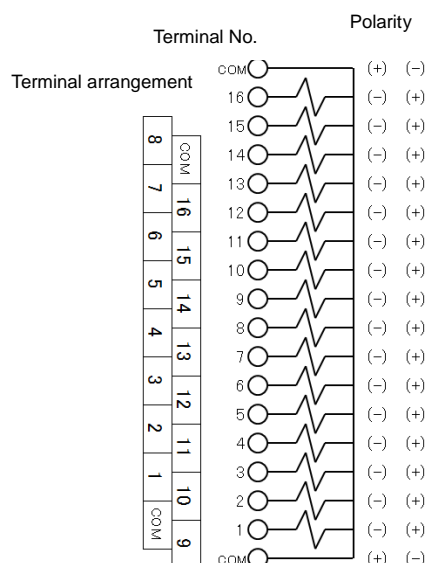 Polarity
Terminal No.
Terminal arrangement
COM (+) (−)
16 (−) (+)
15 (−) (+)
14 (−) (+)
13 (−) (+)
12 (−) (+)
11 (−) (+)
10 (−) (+)
9 (−) (+)
8 (−) (+)
7 (−) (+)
6 (−) (+)
5 (−) (+)
4 (−) (+)
3 (−) (+)
2 (−) (+)
1 (−) (+)
COM (+) (−)
8
7
6
5
4
3
2
1
COM
COM
16
15
14
13
12
11
10
9